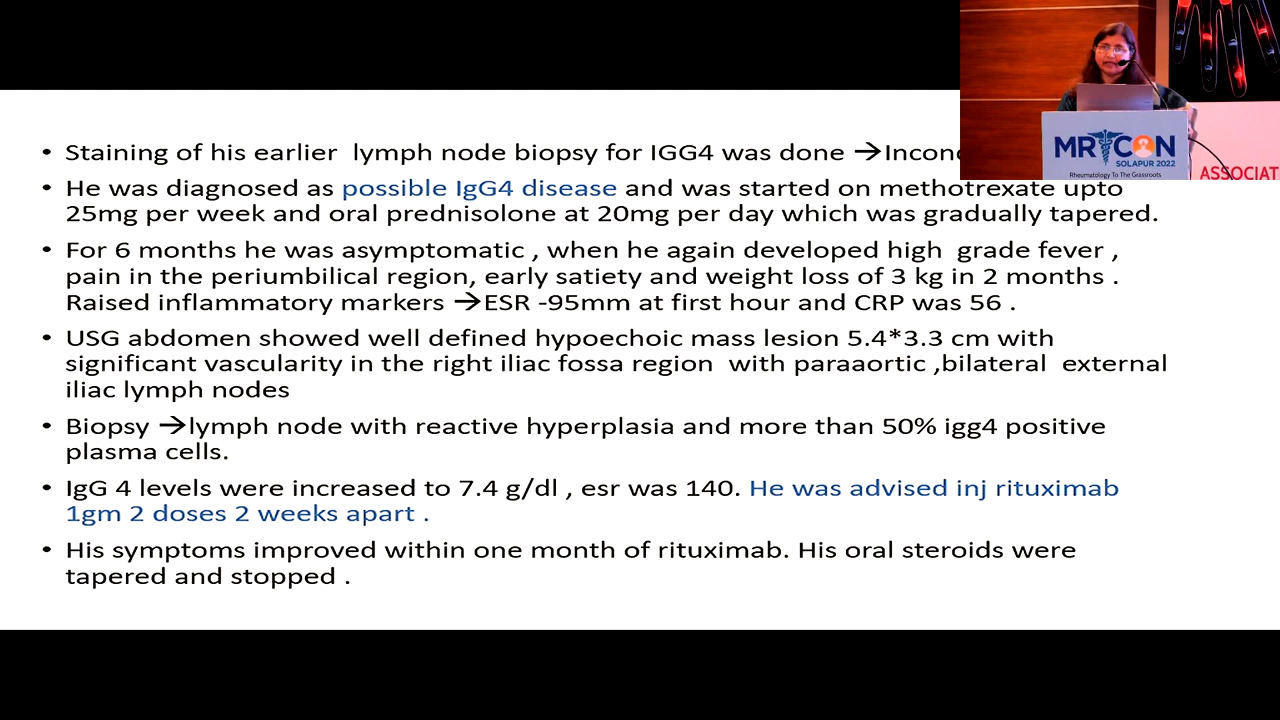 • Staining of his earlier lymph node biopsy for IGG4 was done →Incon
• He was diagnosed as possible IgG4 disease and was started on methotrexate upto
25mg per week and oral prednisolone at 20mg per day which was gradually tapered.
• For 6 months he was asymptomatic , when he again developed high grade fever ,
pain in the periumbilical region, early satiety and weight loss of 3 kg in 2 months .
Raised inflammatory markers →ESR -95mm at first hour and CRP was 56 .
• USG abdomen showed well defined hypoechoic mass lesion 5.4*3.3 cm with
significant vascularity in the right iliac fossa region with paraaortic ,bilateral external
iliac lymph nodes
• Biopsy →lymph node with reactive hyperplasia and more than 50% igg4 positive
plasma cells.
• IgG 4 levels were increased to 7.4 g/dl , esr was 140. He was advised inj rituximab
1gm 2 doses 2 weeks apart .
• His symptoms improved within one month of rituximab. His oral steroids were
tapered and stopped .
MR CON
SOLAPUR 2022
Rheumatology To The Grassroots
ASSOCIAT